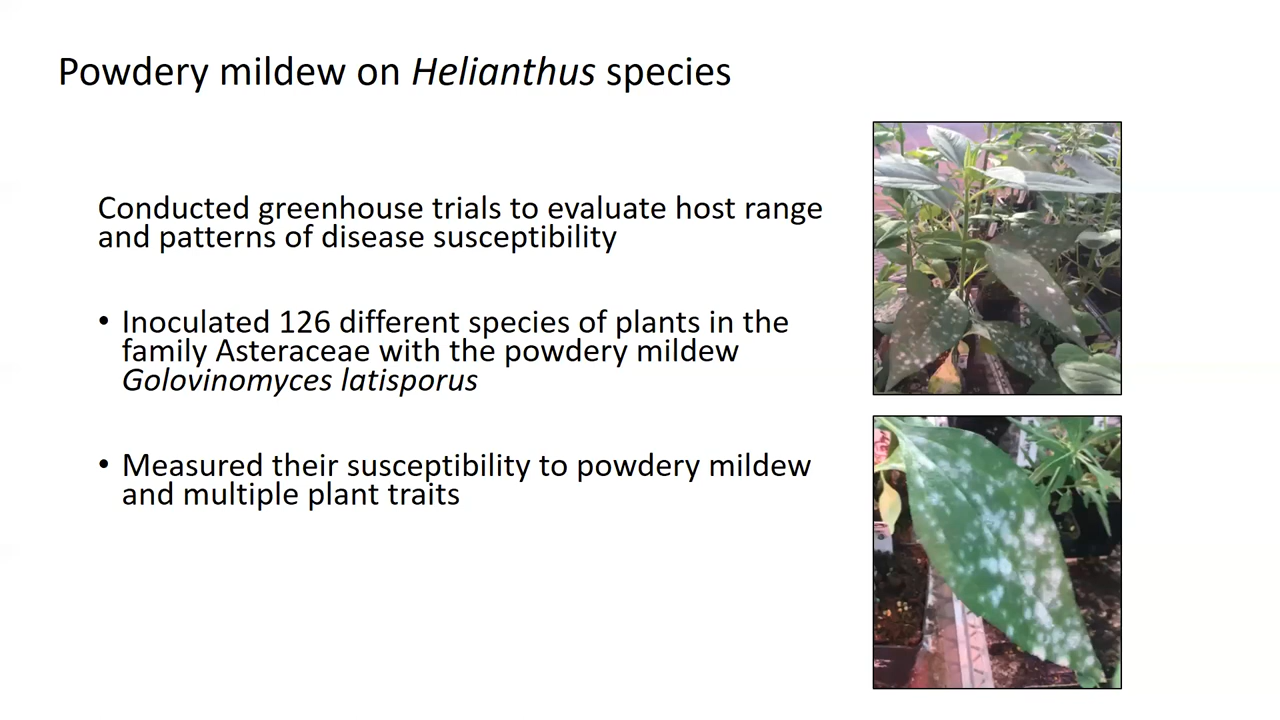 Powdery mildew on Helianthus species
Conducted greenhouse trials to evaluate host range
and patterns of disease susceptibility
• Inoculated 126 different species of plants in the
family Asteraceae with the powdery mildew
Golovinomyces latisporus
• Measured their susceptibility to powdery mildew
and multiple plant traits